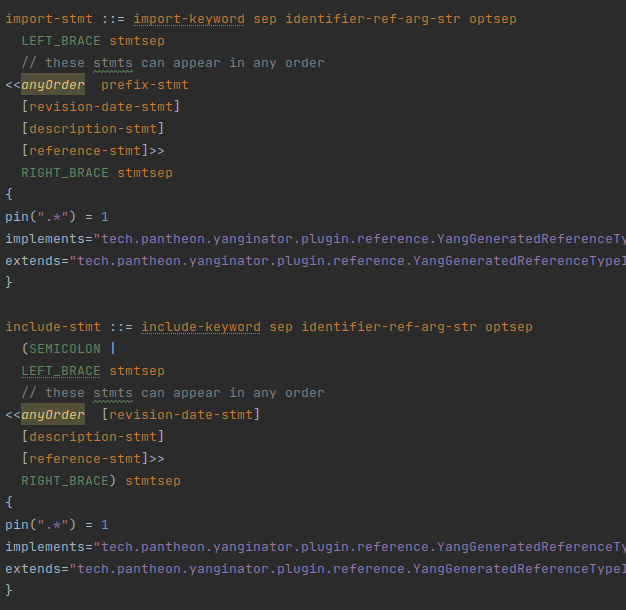 import-stmt ::= import-keyword sep identifier-ref-arg-str optsep
LEFT_BRACE stmtsep
// these stmts can appear in any order
<<anyOrder  prefix-stmt
[revision-date-stmt]
[description-stmt]
[reference-stmt]>>
RIGHT_BRACE stmtsep
{
pin(".*") = 1
implements="tech.pantheon.yanginator.plugin.reference.YangGeneratedReferenceTy
extends="tech.pantheon.yanginator.plugin.reference.YangGeneratedReferenceTypeI
}
include-stmt ::= include-keyword sep identifier-ref-arg-str optsep
(SEMICOLON |
LEFT_BRACE stmtsep
// these stmts can appear in any order
<<anyOrder  [revision-date-stmt]
[description-stmt]
[reference-stmt]>>
RIGHT_BRACE) stmtsep
{
pin(".*") = 1
implements="tech.pantheon.yanginator.plugin.reference.YangGeneratedReferenceTy
extends="tech.pantheon.yanginator.plugin.reference.YangGeneratedReferenceTypeI
}